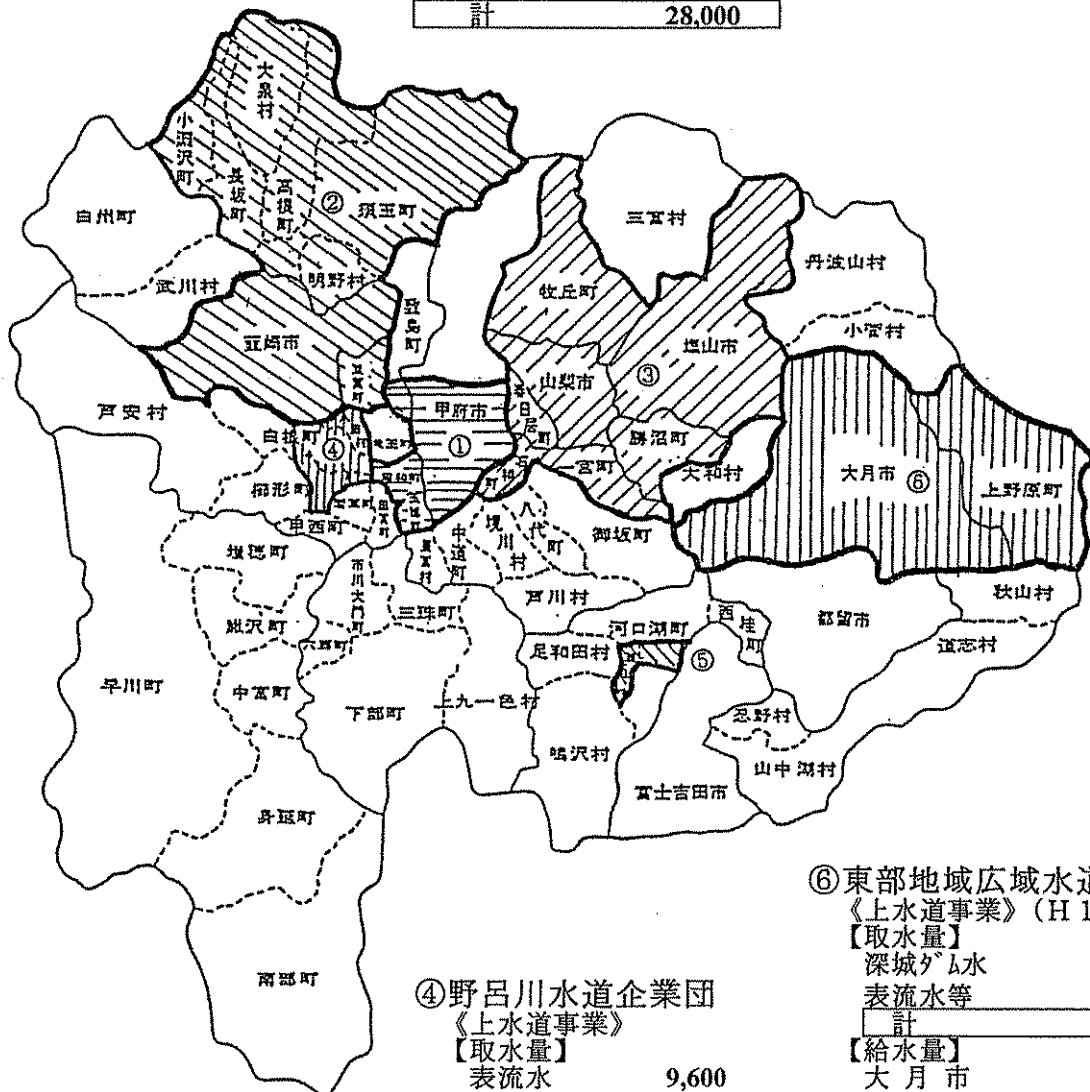 計 28,000
大泉村
小淵沢町
長坂町
高根町
②
須玉町
白州町
武川村
明野村
三富村
丹波山村
小菅村
牧丘町
塩山市
韮崎市
敷島町
山梨市
③
春日居町
甲府市
①
勝沼町
大和村
一宮町
大月市
⑥
上野原町
芦安村
白根町
④
櫛形町
甲西町
増穂町
鰍沢町
市川大門町
三珠町
六郷町
中道町
境川村
八代町
御坂町
芦川村
河口湖町
西桂町
都留市
秋山村
道志村
足和田村
⑤
早川町
中富町
下部町
上九一色村
鳴沢村
忍野村
山中湖村
富士吉田市
身延町
南部町
④野呂川水道企業団
《上水道事業》
【取水量】
表流水 9,600
⑥東部地域広域水道
《上水道事業》(H1
【取水量】
深城ダム水
表流水等
計
【給水量】
大月市